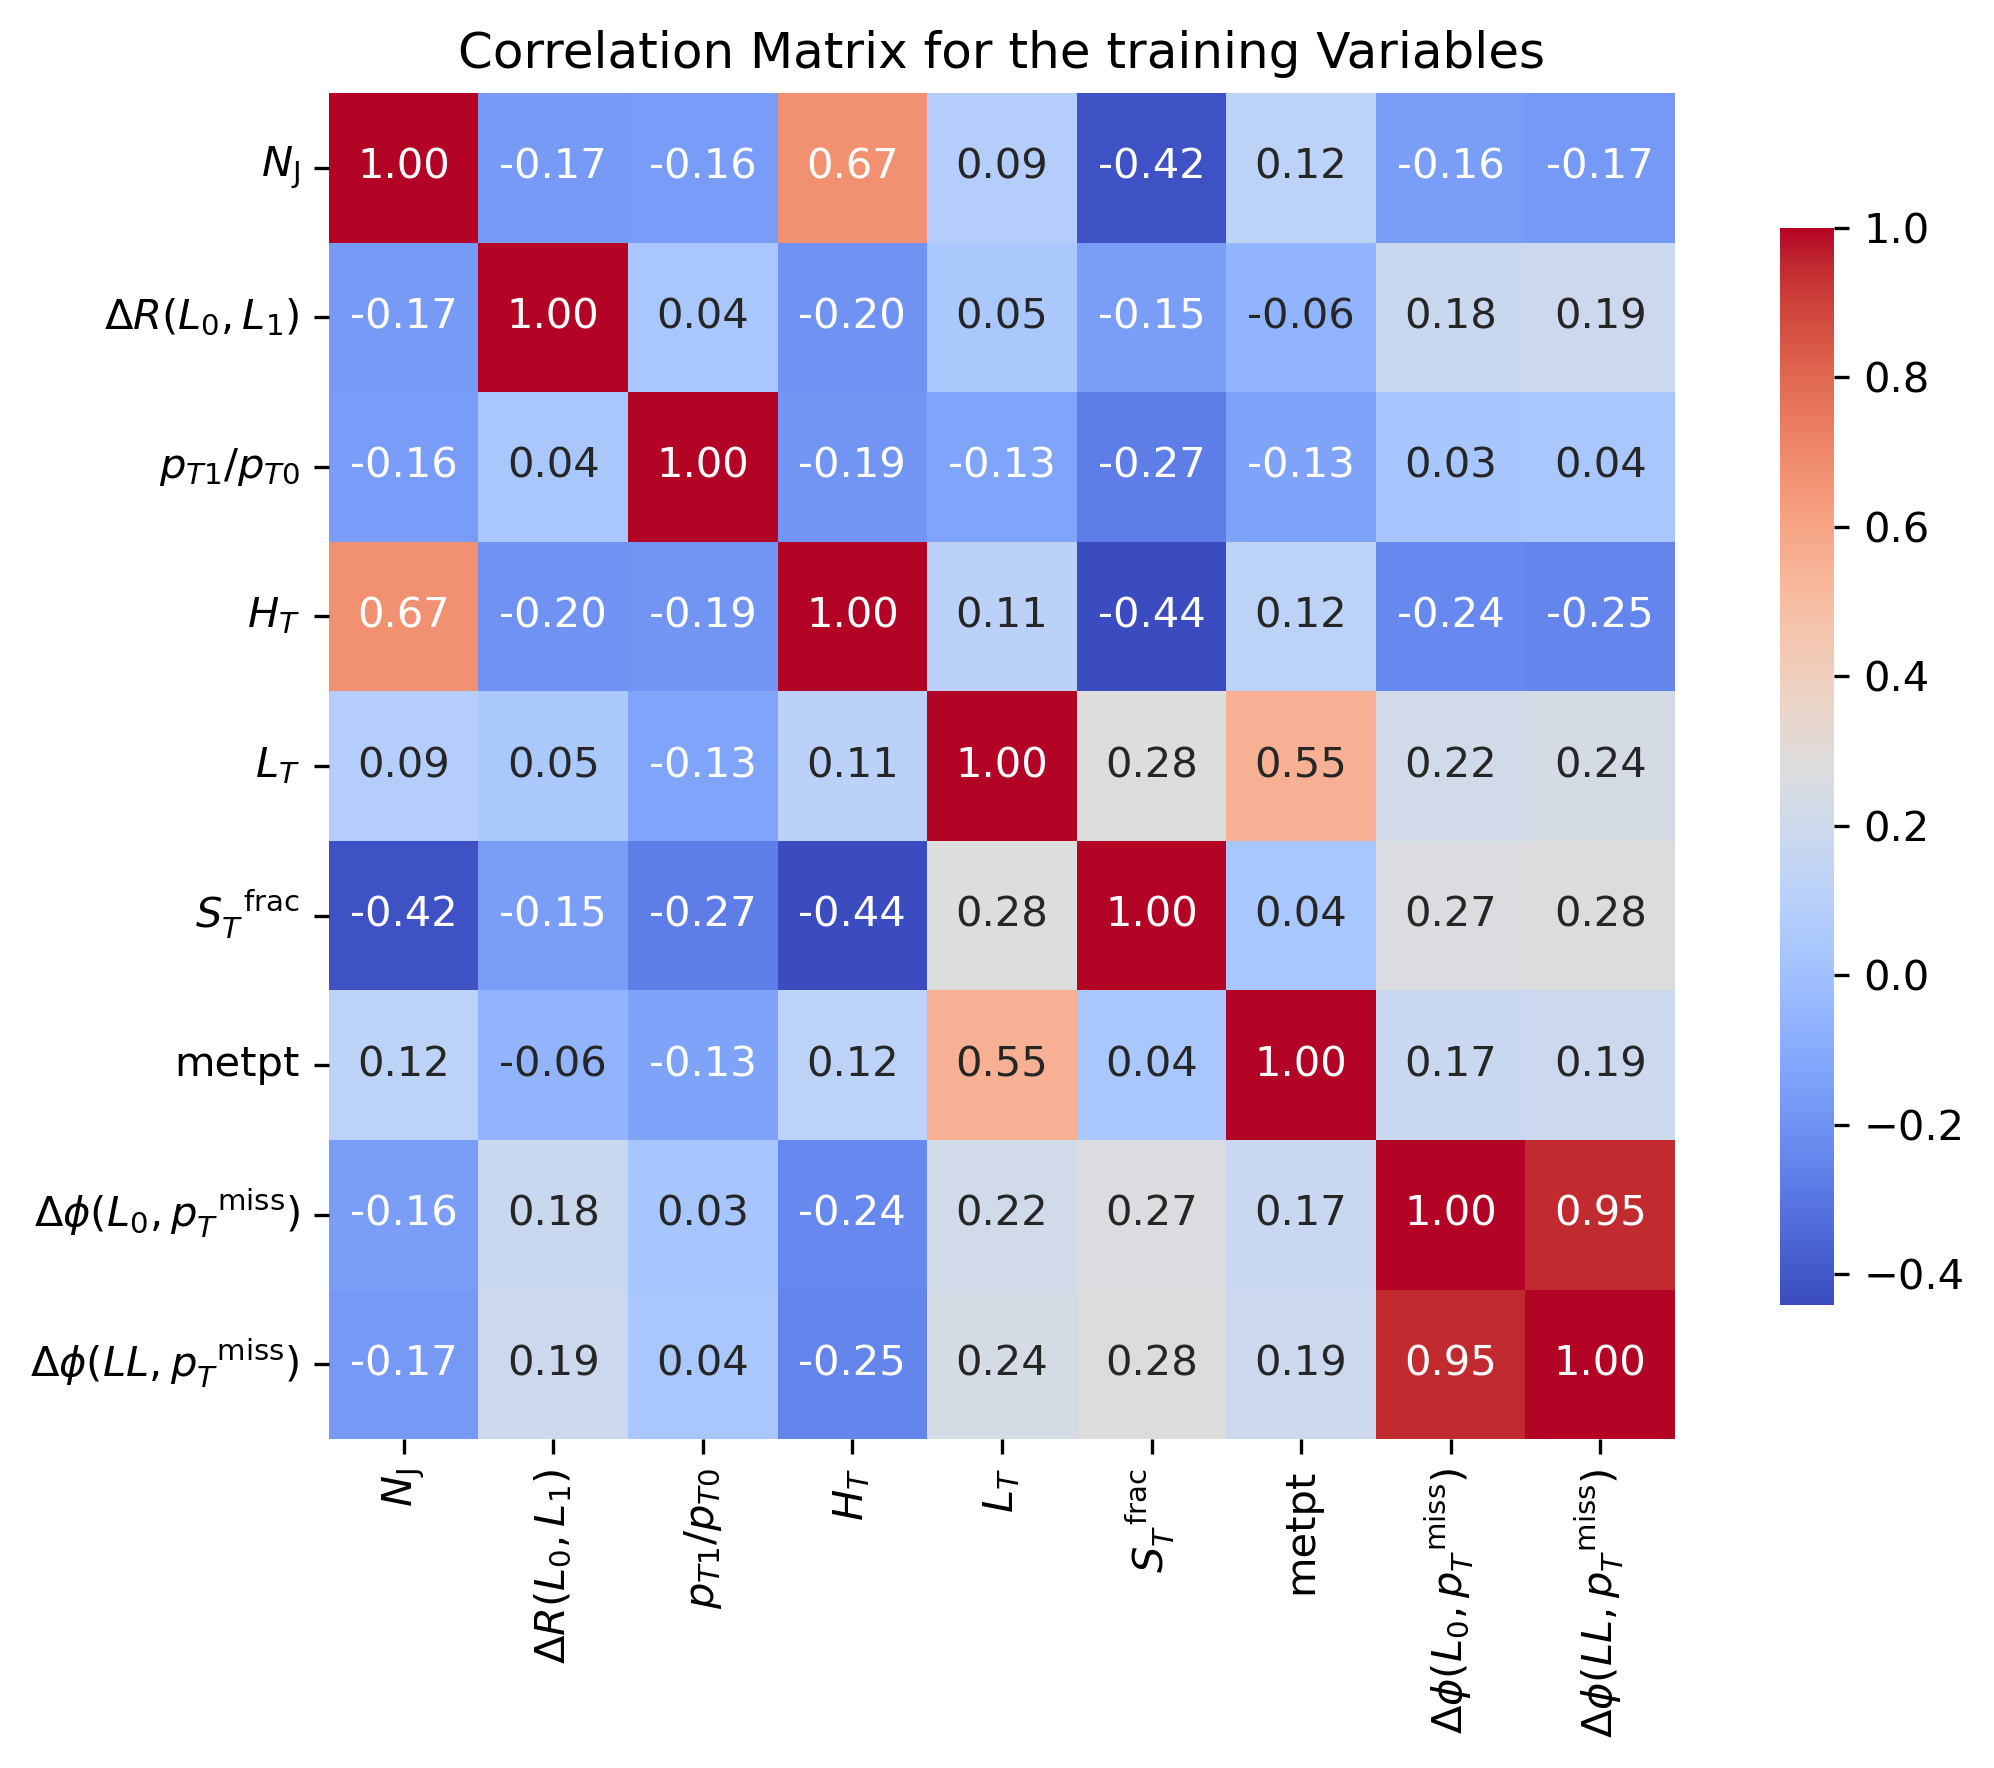 Correlation Matrix for the training Variables
N_J 1.00 -0.17 -0.16 0.67 0.09 -0.42 0.12 -0.16 -0.17
ΔR(L_0, L_1) -0.17 1.00 0.04 -0.20 0.05 -0.15 -0.06 0.18 0.19
p_{T1}/p_{T0} -0.16 0.04 1.00 -0.19 -0.13 -0.27 -0.13 0.03 0.04
H_T 0.67 -0.20 -0.19 1.00 0.11 -0.44 0.12 -0.24 -0.25
L_T 0.09 0.05 -0.13 0.11 1.00 0.28 0.55 0.22 0.24
S_T^{frac} -0.42 -0.15 -0.27 -0.44 0.28 1.00 0.04 0.27 0.28
metpt 0.12 -0.06 -0.13 0.12 0.55 0.04 1.00 0.17 0.19
Δϕ(L_0, p_T^{miss}) -0.16 0.18 0.03 -0.24 0.22 0.27 0.17 1.00 0.95
Δϕ(LL, p_T^{miss}) -0.17 0.19 0.04 -0.25 0.24 0.28 0.19 0.95 1.00
N_J
ΔR(L_0, L_1)
p_{T1}/p_{T0}
H_T
L_T
S_T^{frac}
metpt
Δϕ(L_0, p_T^{miss})
Δϕ(LL, p_T^{miss})
1.0
0.8
0.6
0.4
0.2
0.0
−0.2
−0.4